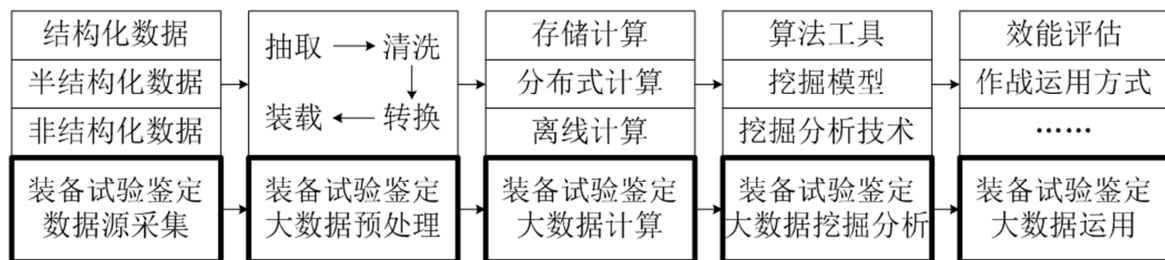 结构化数据
半结构化数据
非结构化数据
装备试验鉴定
数据源采集
抽取
清洗
装载
转换
装备试验鉴定
大数据预处理
存储计算
分布式计算
离线计算
装备试验鉴定
大数据计算
算法工具
挖掘模型
挖掘分析技术
装备试验鉴定
大数据挖掘分析
效能评估
作战运用方式
……
装备试验鉴定
大数据运用